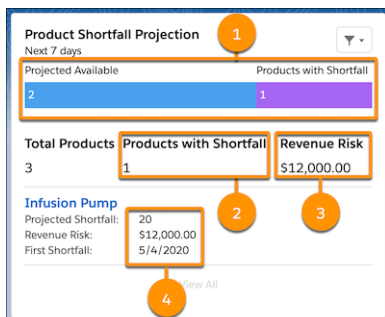 Product Shortfall Projection
Next 7 days
1
Projected Available Products with Shortfall
2 1
Total Products Products with Shortfall Revenue Risk
3 1 $12,000.00
2 3
Infusion Pump
Projected Shortfall: 20
Revenue Risk: $12,000.00
First Shortfall: 5/4/2020
4
View All